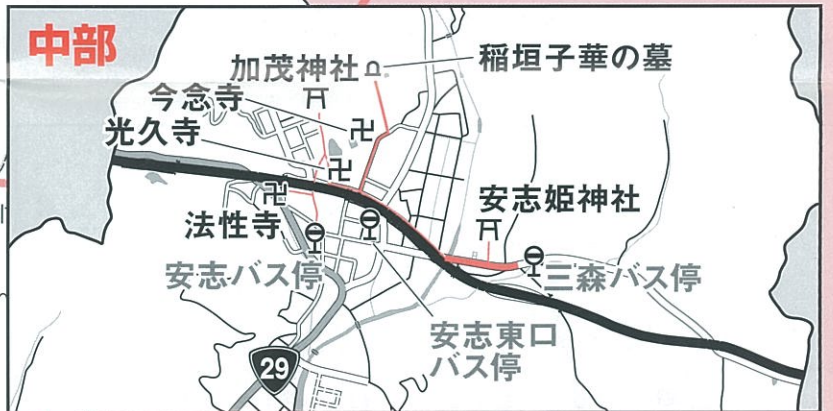 中部
加茂神社
稲垣子華の墓
今念寺
光久寺
安志姫神社
法性寺
安志バス停
三森バス停
安志東口
バス停
29